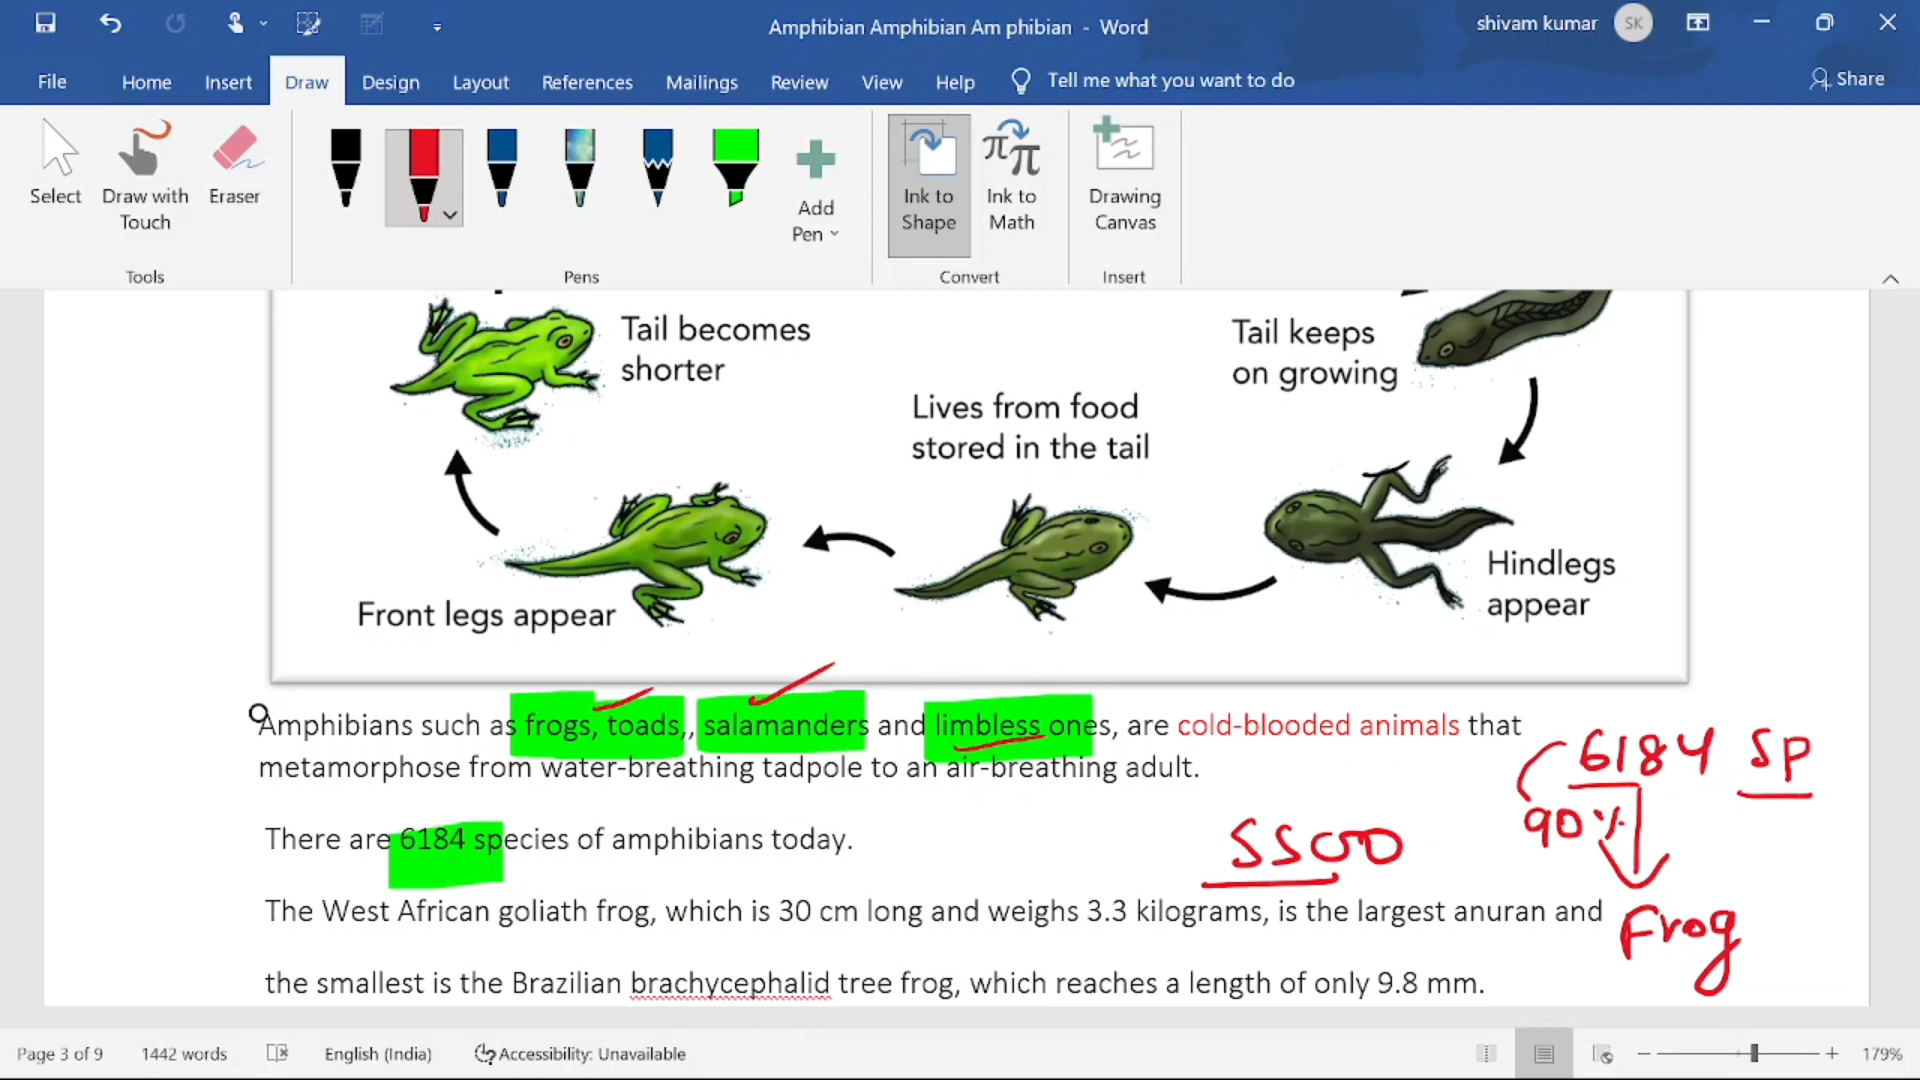 Amphibian Amphibian Am phibian - Word
shivam kumar
SK
File
Home
Insert
Draw
Design
Layout
References
Mailings
Review
View
Help
Tell me what you want to do
Share
Select
Draw with
Touch
Eraser
Add
Pen
Ink to
Shape
Ink to
Math
Drawing
Canvas
Tools
Pens
Convert
Insert
Tail becomes
shorter
Tail keeps
on growing
Lives from food
stored in the tail
Hindlegs
appear
Front legs appear
Amphibians such as frogs, toads,, salamanders and limbless ones, are cold-blooded animals that
metamorphose from water-breathing tadpole to an air-breathing adult.
6184 SP
90%
There are 6184 species of amphibians today.
5500
The West African goliath frog, which is 30 cm long and weighs 3.3 kilograms, is the largest anuran and
Frog
the smallest is the Brazilian brachycephalid tree frog, which reaches a length of only 9.8 mm.
Page 3 of 9
1442 words
English (India)
Accessibility: Unavailable
179%